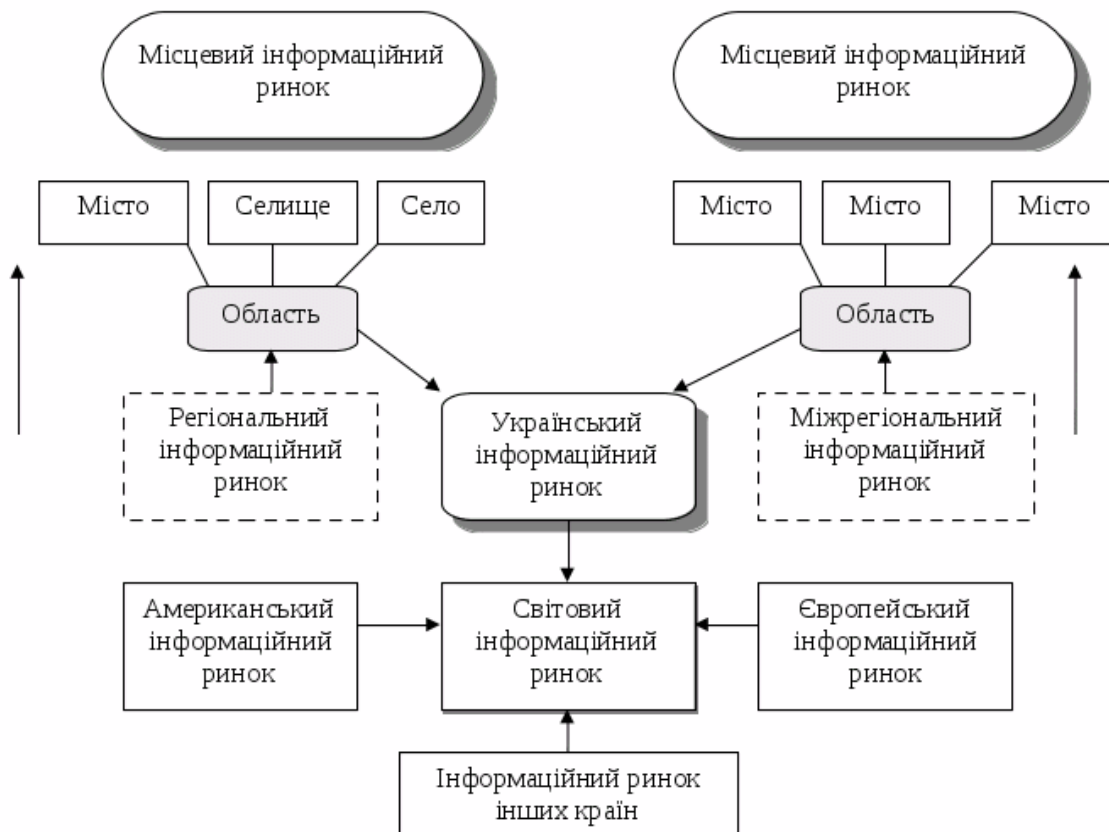 Місцевий інформаційний
ринок
Місцевий інформаційний
ринок
Місто
Селище
Село
Місто
Місто
Місто
Область
Область
Регіональний
інформаційний
ринок
Український
інформаційний
ринок
Міжрегіональний
інформаційний
ринок
Американський
інформаційний
ринок
Світовий
інформаційний
ринок
Європейський
інформаційний
ринок
Інформаційний ринок
інших країн